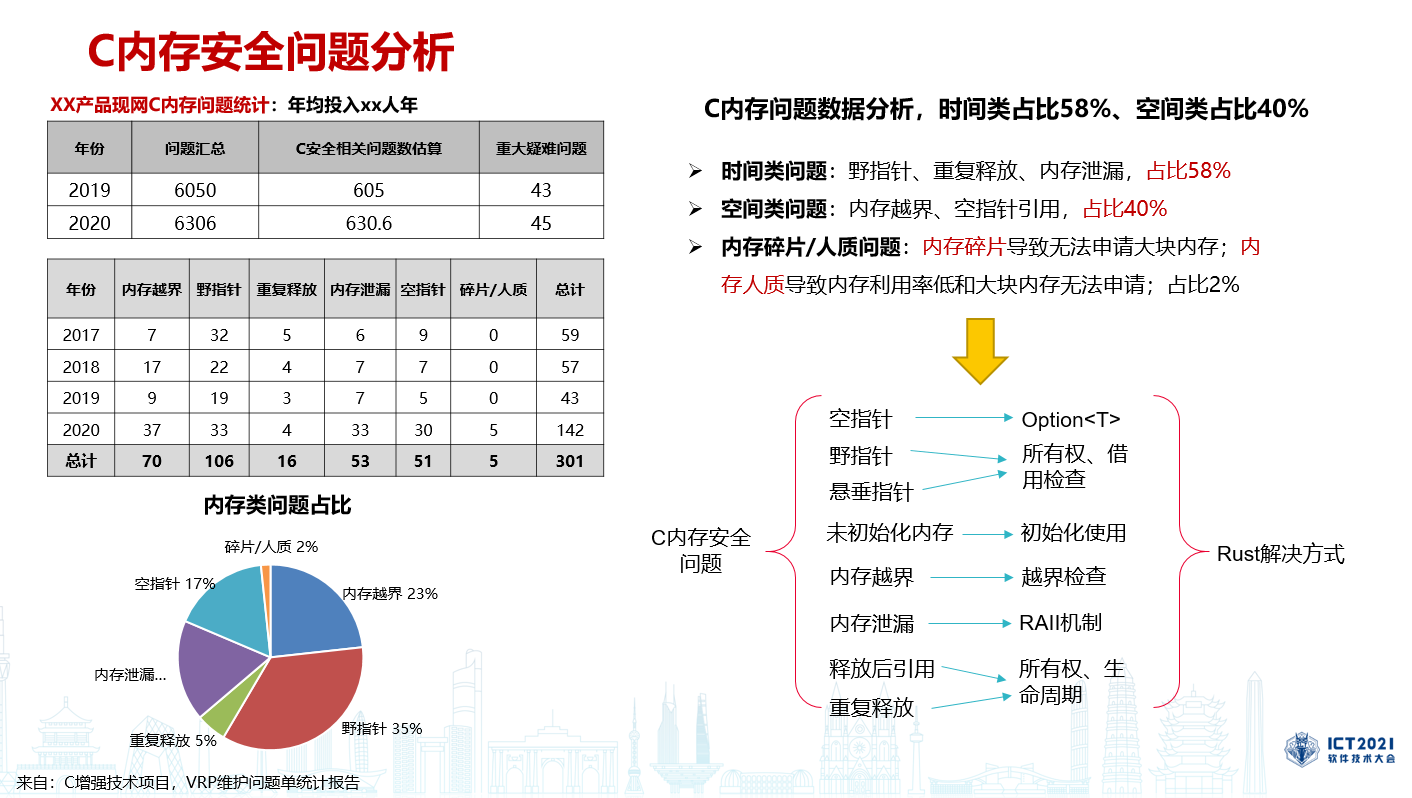 C内存安全问题分析
XX产品现网C内存问题统计：年均投入xx人年
年份 问题汇总 C安全相关问题数估算 重大疑难问题
2019 6050 605 43
2020 6306 630.6 45
年份 内存越界 野指针 重复释放 内存泄漏 空指针 碎片/人质 总计
2017 7 32 5 6 9 0 59
2018 17 22 4 7 7 0 57
2019 9 19 3 7 5 0 43
2020 37 33 4 33 30 5 142
总计 70 106 16 53 51 5 301
内存类问题占比
碎片/人质 2%
空指针 17%
内存越界 23%
内存泄漏...
野指针 35%
重复释放 5%
来自：C增强技术项目，VRP维护问题单统计报告
C内存问题数据分析，时间类占比58%、空间类占比40%
➢ 时间类问题：野指针、重复释放、内存泄漏，占比58%
➢ 空间类问题：内存越界、空指针引用，占比40%
➢ 内存碎片/人质问题：内存碎片导致无法申请大块内存；内
存人质导致内存利用率低和大块内存无法申请；占比2%
C内存安全
问题
空指针
野指针
悬垂指针
未初始化内存
内存越界
内存泄漏
释放后引用
重复释放
Option<T>
所有权、借
用检查
初始化使用
越界检查
RAII机制
所有权、生
命周期
Rust解决方式
ICT2021
软件技术大会